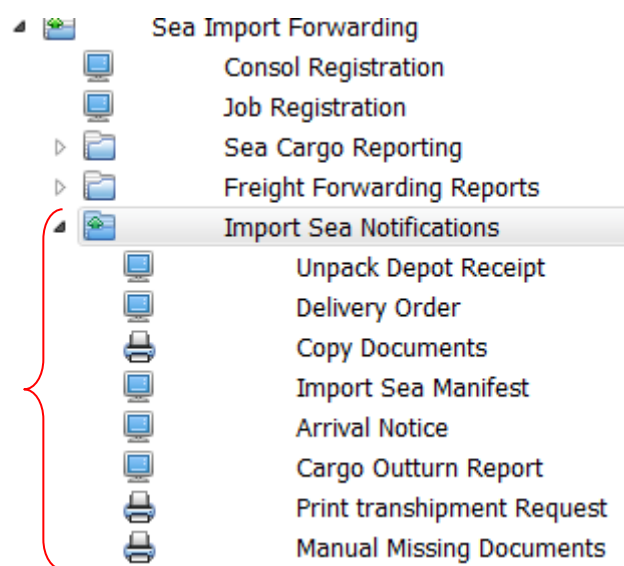 Sea Import Forwarding
Consol Registration
Job Registration
Sea Cargo Reporting
Freight Forwarding Reports
Import Sea Notifications
Unpack Depot Receipt
Delivery Order
Copy Documents
Import Sea Manifest
Arrival Notice
Cargo Outturn Report
Print transhipment Request
Manual Missing Documents